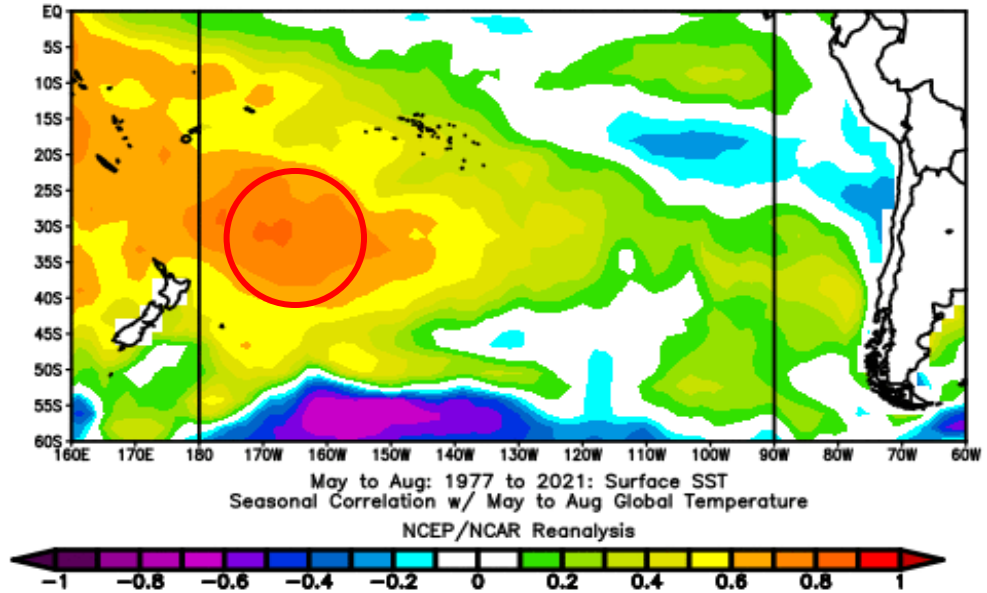 EQ
5S
10S
15S
20S
25S
30S
35S
40S
45S
50S
55S
60S
160E 170E 180 170W 160W 150W 140W 130W 120W 110W 100W 90W 80W 70W 60W
May to Aug: 1977 to 2021: Surface SST
Seasonal Correlation w/ May to Aug Global Temperature
NCEP/NCAR Reanalysis
-1 -0.8 -0.6 -0.4 -0.2 0 0.2 0.4 0.6 0.8 1